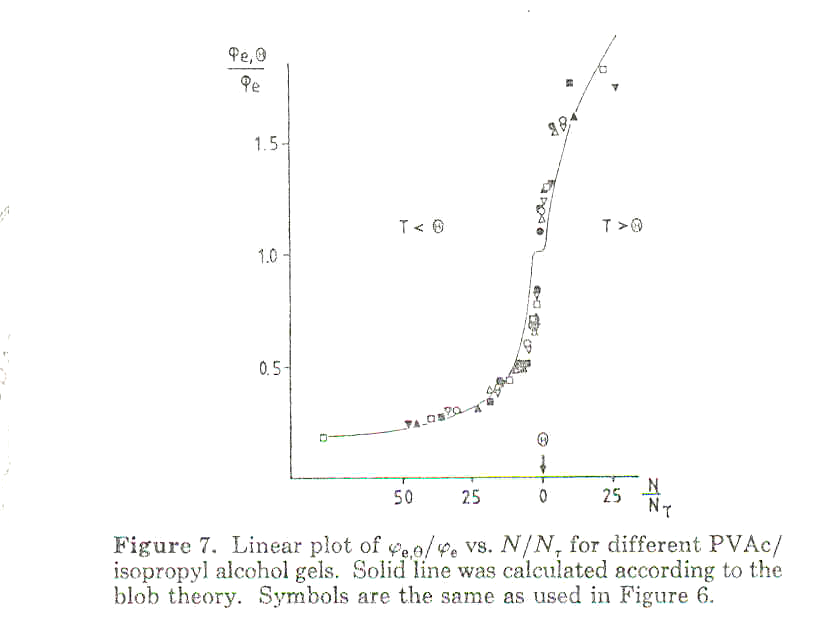 φe,Θ
φe
1.5
1.0
0.5
T < Θ
T > Θ
Θ
50 25 0 25
N
Nτ
Figure 7. Linear plot of φe,θ/φe vs. N/Nτ for different PVAc/
isopropyl alcohol gels. Solid line was calculated according to the
blob theory. Symbols are the same as used in Figure 6.